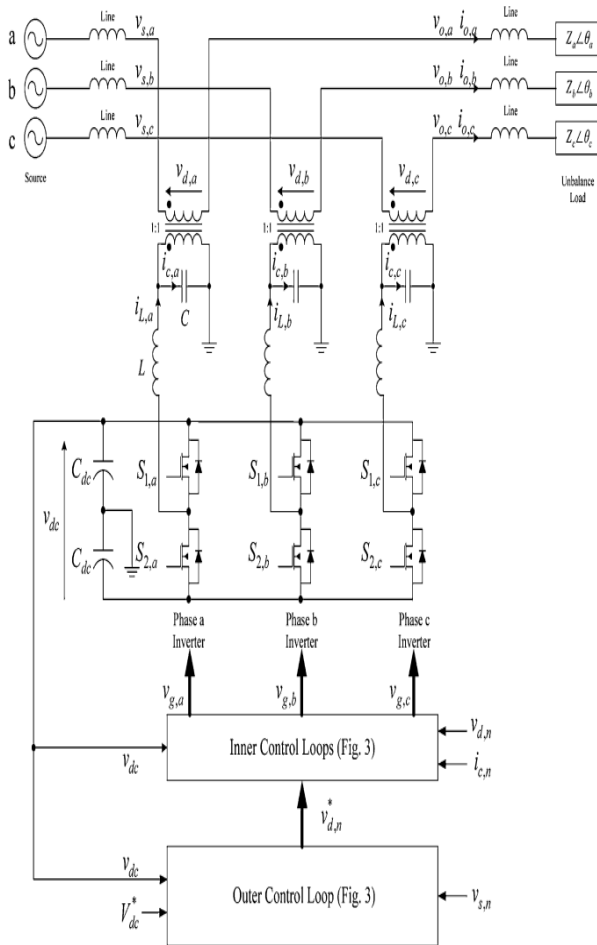 Line v_{s,a} v_{o,a} i_{o,a} Line
a Z_a∠θ_a
Line v_{s,b} v_{o,b} i_{o,b} Line
b Z_b∠θ_b
Line v_{s,c} v_{o,c} i_{o,c} Line
c Z_c∠θ_c
Source Unbalance
Load
v_{d,a} v_{d,b} v_{d,c}
1:1 1:1 1:1
i_{c,a} i_{c,b} i_{c,c}
i_{L,a} C i_{L,b} i_{L,c}
L
C_{dc} S_{1,a} S_{1,b} S_{1,c}
v_{dc}
C_{dc} S_{2,a} S_{2,b} S_{2,c}
Phase a Phase b Phase c
Inverter Inverter Inverter
v_{g,a} v_{g,b} v_{g,c}
v_{d,n}
Inner Control Loops (Fig. 3)
v_{dc} i_{c,n}
v^*_{d,n}
v_{dc}
Outer Control Loop (Fig. 3) v_{s,n}
V^*_{dc}